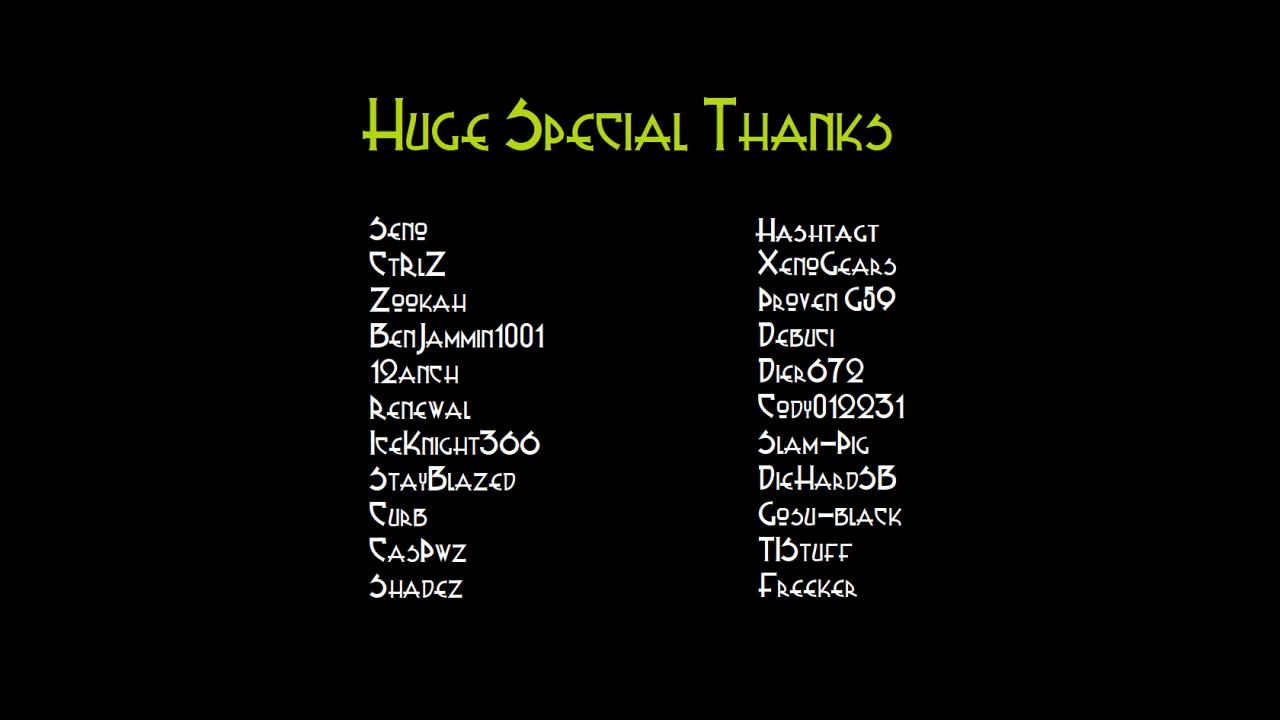 Huge Special Thanks
Seno
CtrlZ
Zookah
BenJammin1001
12anch
Renewal
IceKnight366
StayBlazed
Curb
CasPwz
Shadez
Hashtagt
XenoGears
Proven G59
Debuci
Dier672
Cody012231
Slam-Pig
DieHardSB
Gosu-black
TIStuff
Freeker